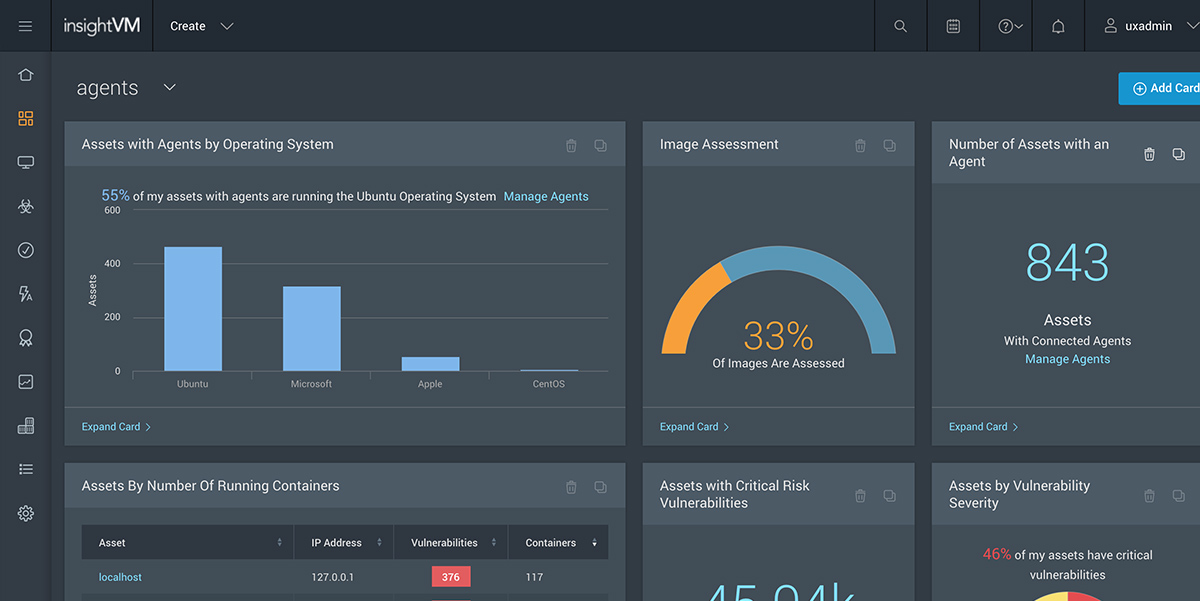 insightVM
Create
uxadmin
agents
Add Card
Assets with Agents by Operating System
55% of my assets with agents are running the Ubuntu Operating System Manage Agents
600
400
200
0
Assets
Ubuntu Microsoft Apple CentOS
Expand Card
Image Assessment
33%
Of Images Are Assessed
Expand Card
Number of Assets with an
Agent
843
Assets
With Connected Agents
Manage Agents
Expand Card
Assets By Number Of Running Containers
Asset IP Address Vulnerabilities Containers
localhost 127.0.0.1 376 117
Assets with Critical Risk
Vulnerabilities
45.04k
Assets by Vulnerability
Severity
46% of my assets have critical
vulnerabilities